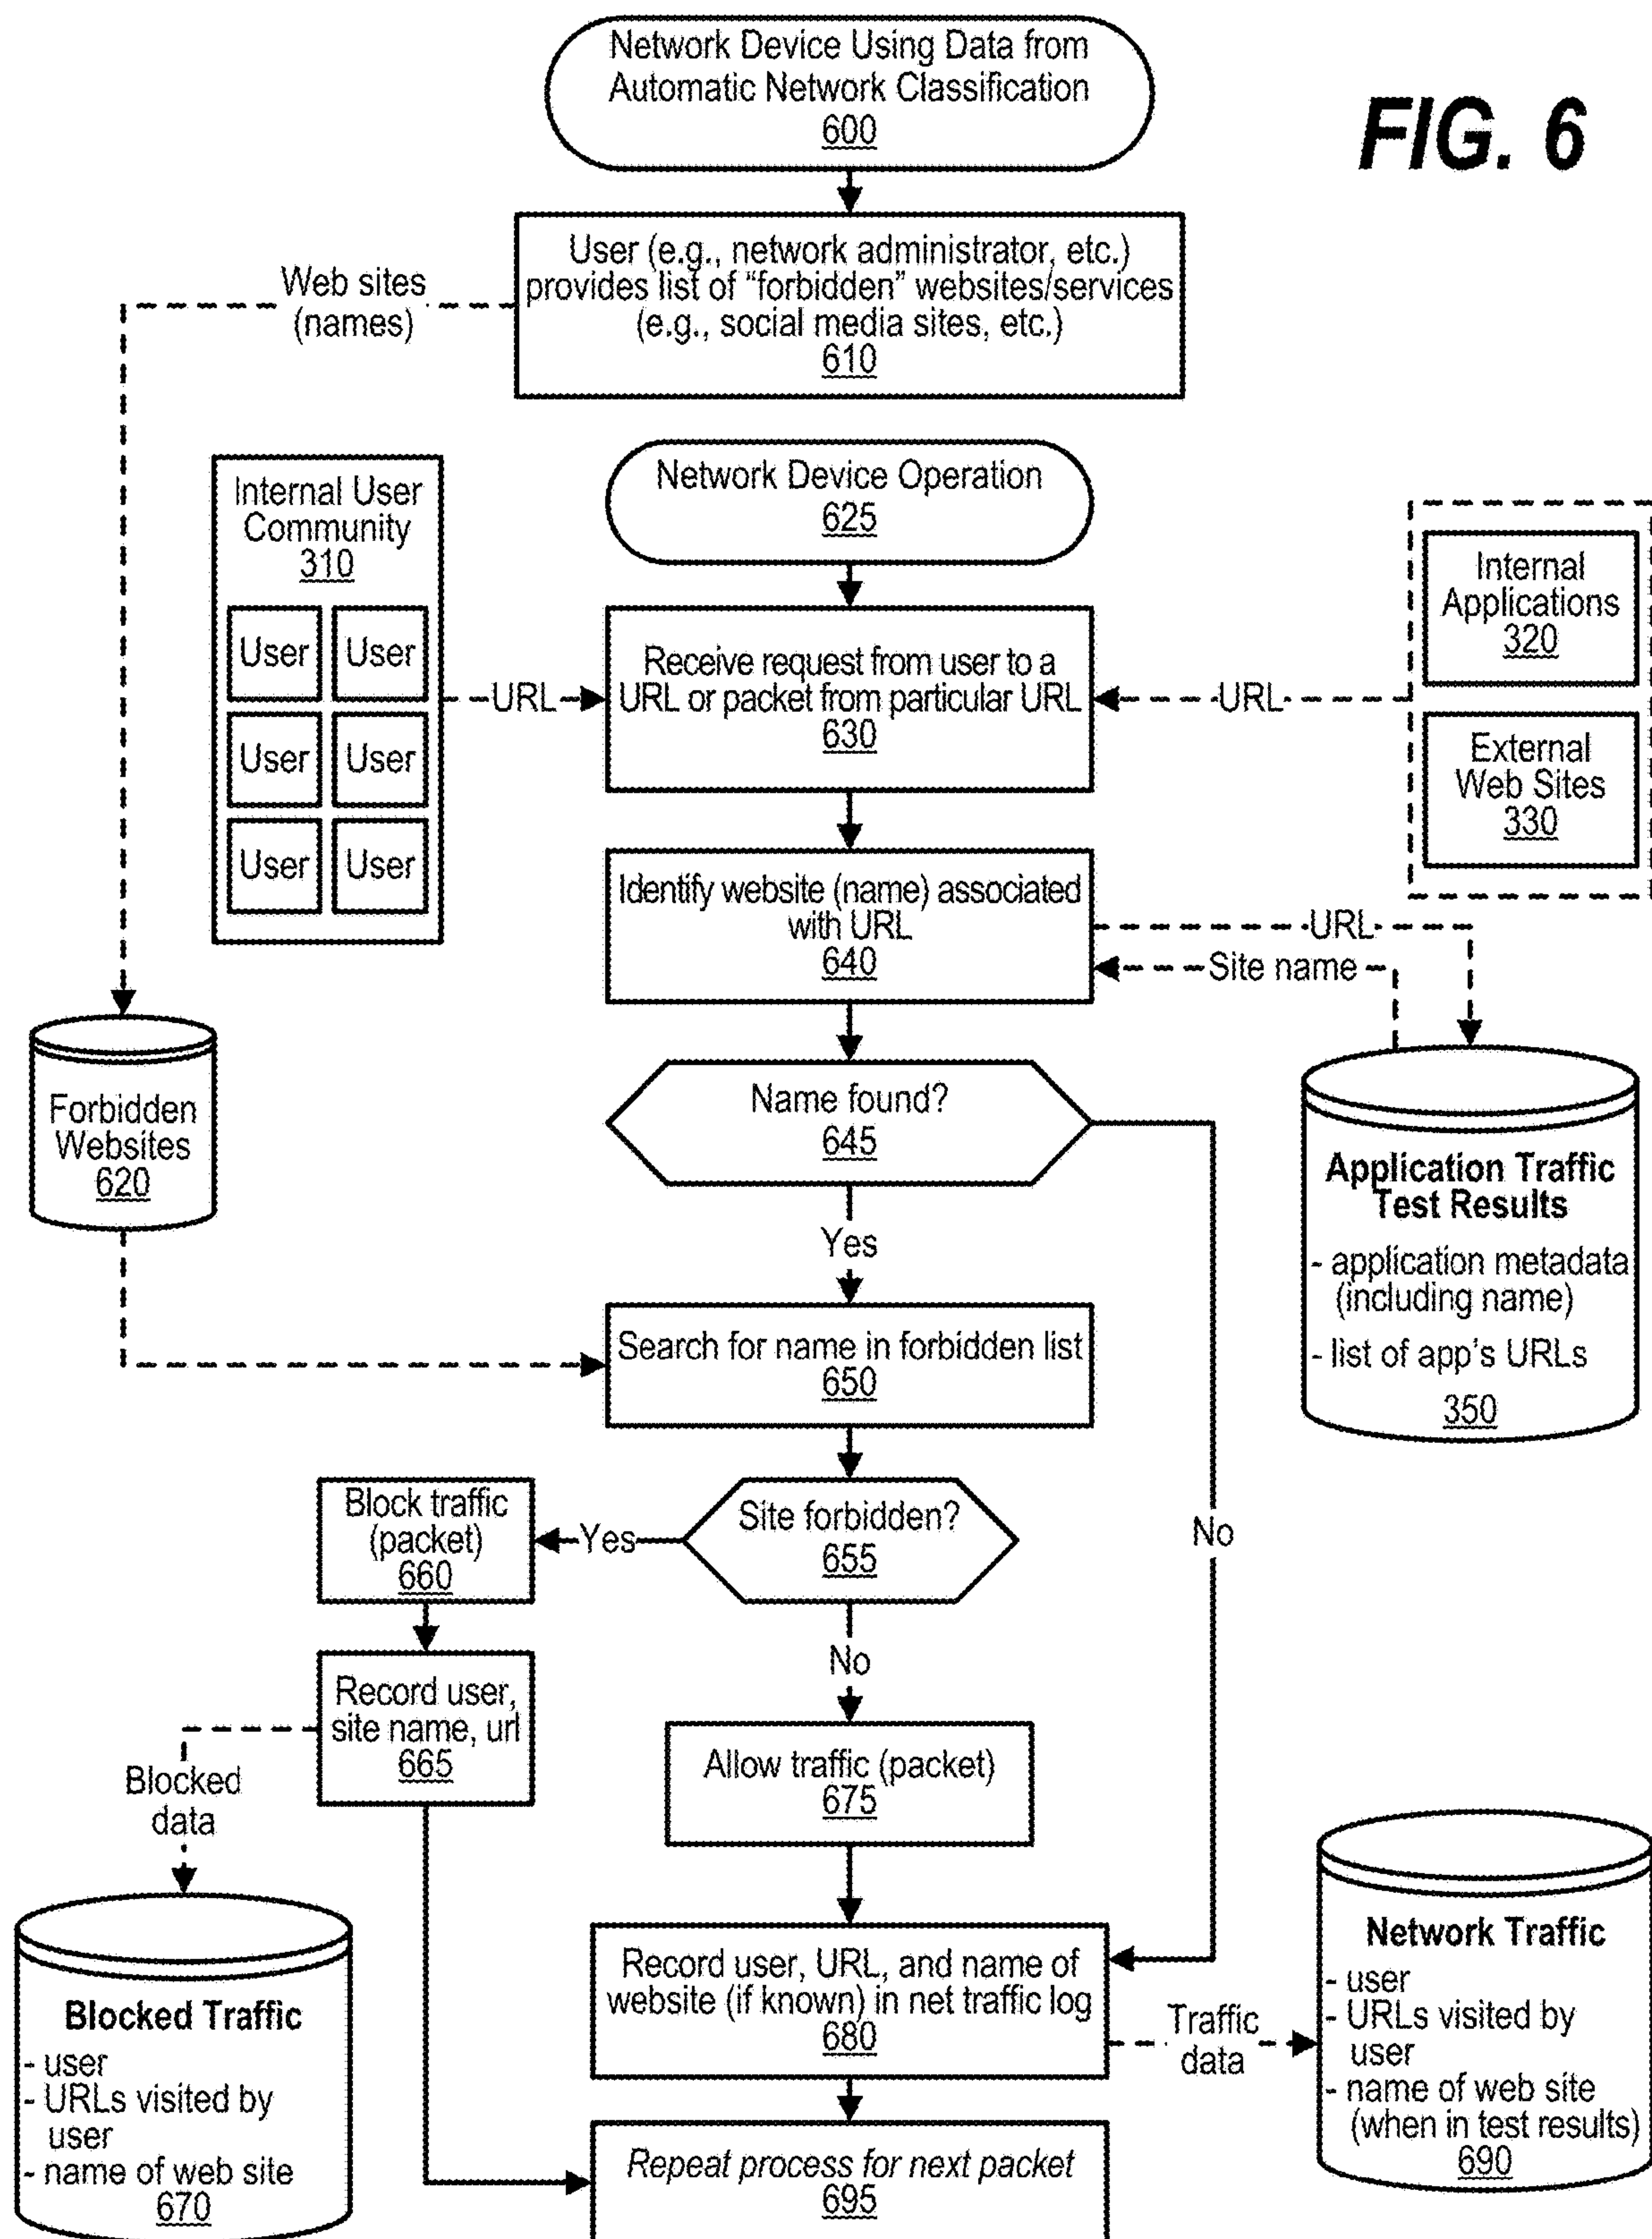 Network Device Using Data from
Automatic Network Classification
600
FIG. 6
User (e.g., network administrator, etc.)
provides list of “forbidden” websites/services
(e.g., social media sites, etc.)
610
Web sites
(names)
Internal User
Community
310
User User
User User
User User
Network Device Operation
625
Internal
Applications
320
External
Web Sites
330
URL
Receive request from user to a
URL or packet from particular URL
630
URL
Identify website (name) associated
with URL
640
URL
Site name
Forbidden
Websites
620
Name found?
645
Yes
No
Application Traffic
Test Results
- application metadata
(including name)
- list of app’s URLs
350
Search for name in forbidden list
650
Site forbidden?
655
Yes
Block traffic
(packet)
660
No
Record user,
site name, url
665
Blocked
data
Allow traffic (packet)
675
Blocked Traffic
- user
- URLs visited by
user
- name of web site
670
Record user, URL, and name of
website (if known) in net traffic log
680
Traffic
data
Network Traffic
- user
- URLs visited by
user
- name of web site
(when in test results)
690
Repeat process for next packet
695